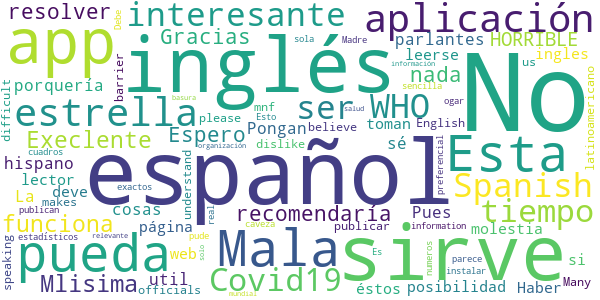 resolver interesante aplicación
app Gracias sola Debe parlantes HORRIBLE
inglés No
Madre leerse ingles us
porquería barrier nada información sencilla
difficult estrella ser WHO
mnf toman latinoamericano
Execlente Espero please Pongan believe English ogar
basura Esto salud
cuadros organización dislike sé Esta
hispano español
lector understand preferencial
exactos La deve makes cosas real recomendaría Spanish
publican funciona página Pues tiempo
estadísticos web pude caveza publicar information molestia
speaking pueda relevante solo Mala sirve si
Es numeros
Mlisima util officials mundial Covid19 éstos posibilidad parece instalar Haber Many